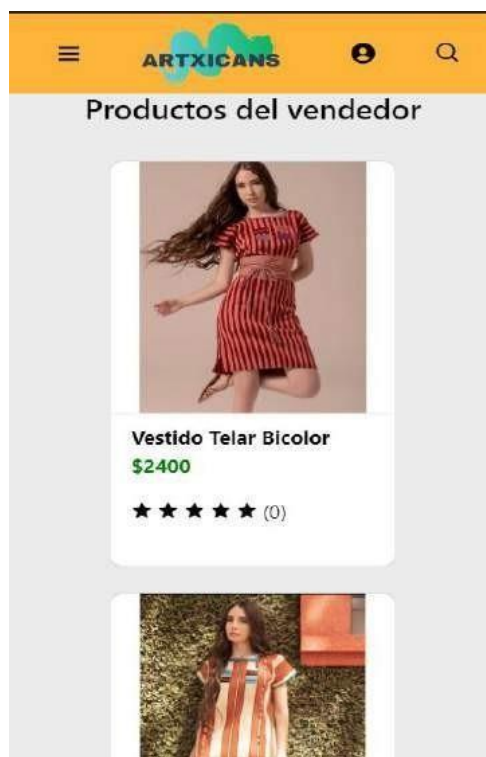 ARTXICANS
Productos del vendedor
Vestido Telar Bicolor
$2400
(0)